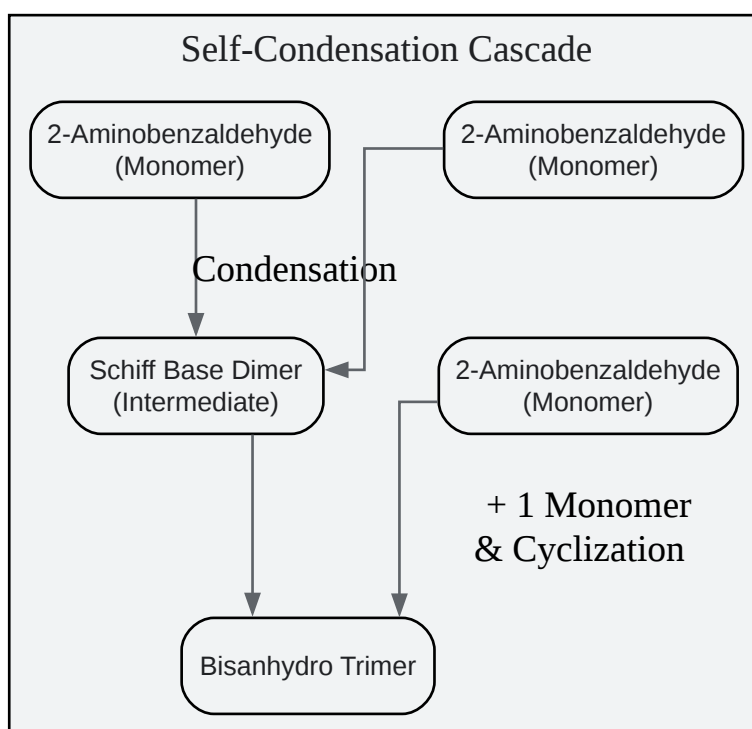 Self-Condensation Cascade
2-Aminobenzaldehyde
(Monomer)
2-Aminobenzaldehyde
(Monomer)
Condensation
Schiff Base Dimer
(Intermediate)
2-Aminobenzaldehyde
(Monomer)
+ 1 Monomer
& Cyclization
Bisanhydro Trimer